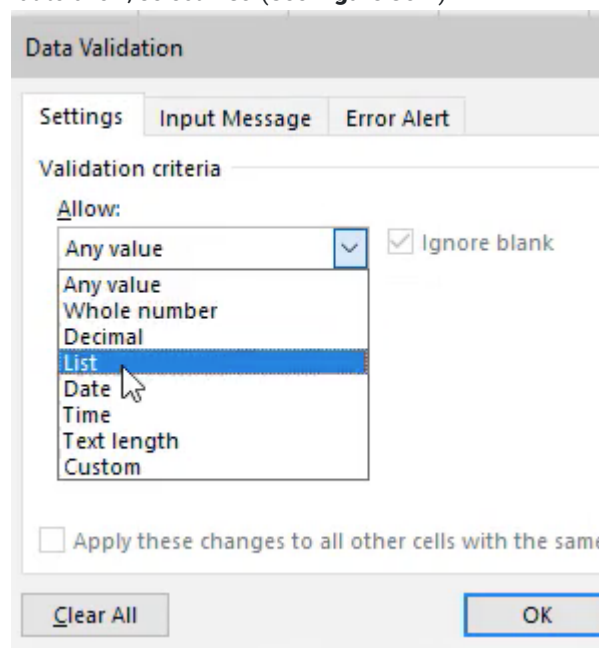 Data Validation
Settings Input Message Error Alert
Validation criteria
Allow:
Any value Ignore blank
Any value
Whole number
Decimal
List
Date
Time
Text length
Custom
Apply these changes to all other cells with the same
Clear All OK